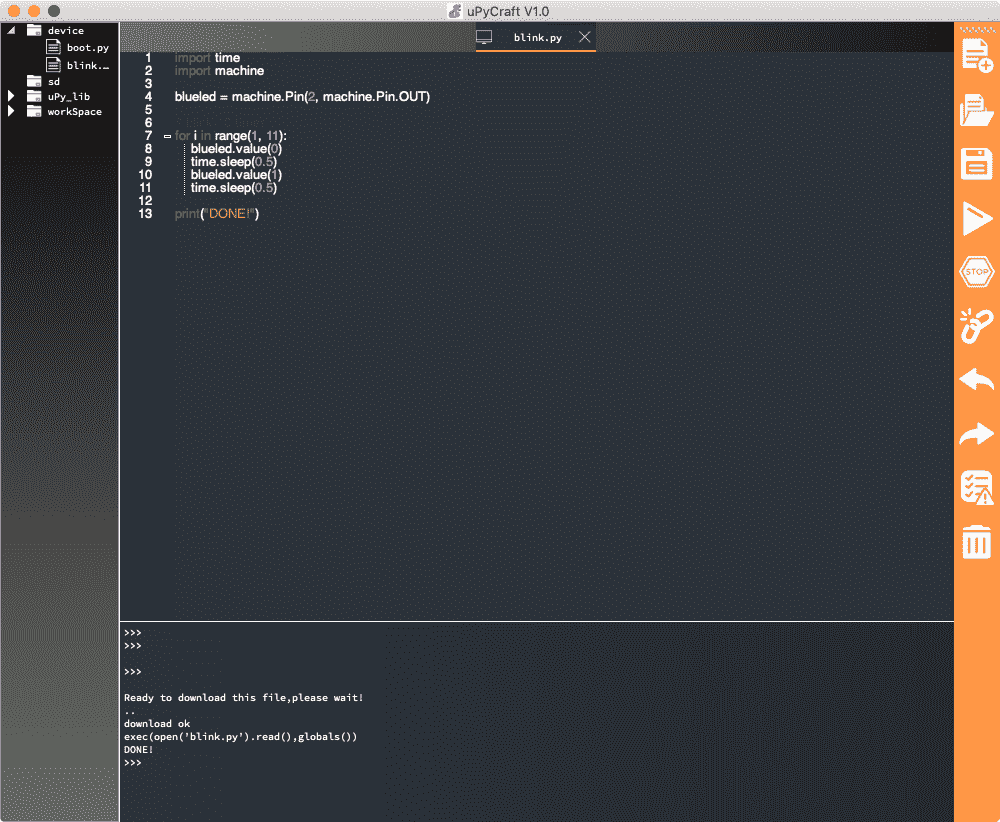 uPyCraft V1.0
device
boot.py
blink.…
sd
uPy_lib
workSpace
blink.py
1 import time
2 import machine
3
4 blueled = machine.Pin(2, machine.Pin.OUT)
5
6
7 for i in range(1, 11):
8 blueled.value(0)
9 time.sleep(0.5)
10 blueled.value(1)
11 time.sleep(0.5)
12
13 print("DONE!")
STOP
>>>
>>>
>>>
Ready to download this file,please wait!
..
download ok
exec(open('blink.py').read(),globals())
DONE!
>>>